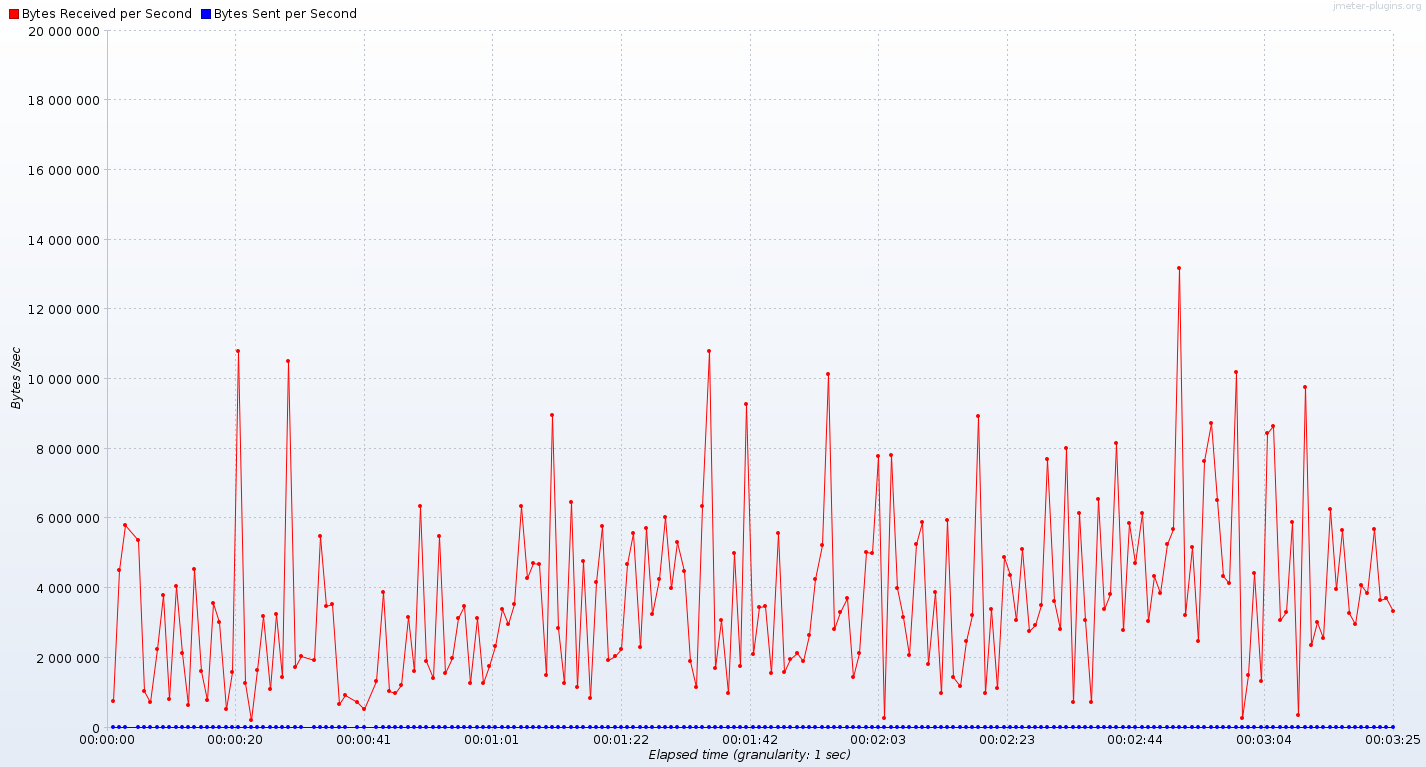 Bytes Received per Second Bytes Sent per Second
jmeter-plugins.org
20 000 000
18 000 000
16 000 000
14 000 000
12 000 000
10 000 000
8 000 000
6 000 000
4 000 000
2 000 000
0
Bytes /sec
00:00:00 00:00:20 00:00:41 00:01:01 00:01:22 00:01:42 00:02:03 00:02:23 00:02:44 00:03:04 00:03:25
Elapsed time (granularity: 1 sec)